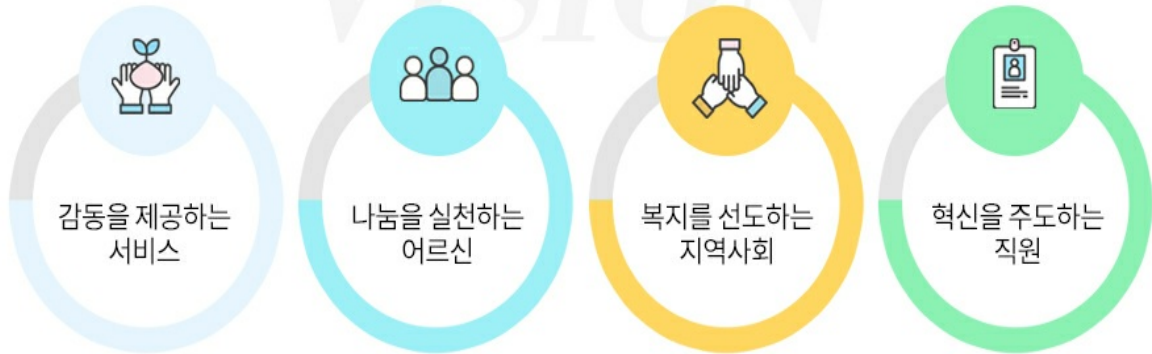 VISION
감동을 제공하는
서비스
나눔을 실천하는
어르신
복지를 선도하는
지역사회
혁신을 주도하는
직원